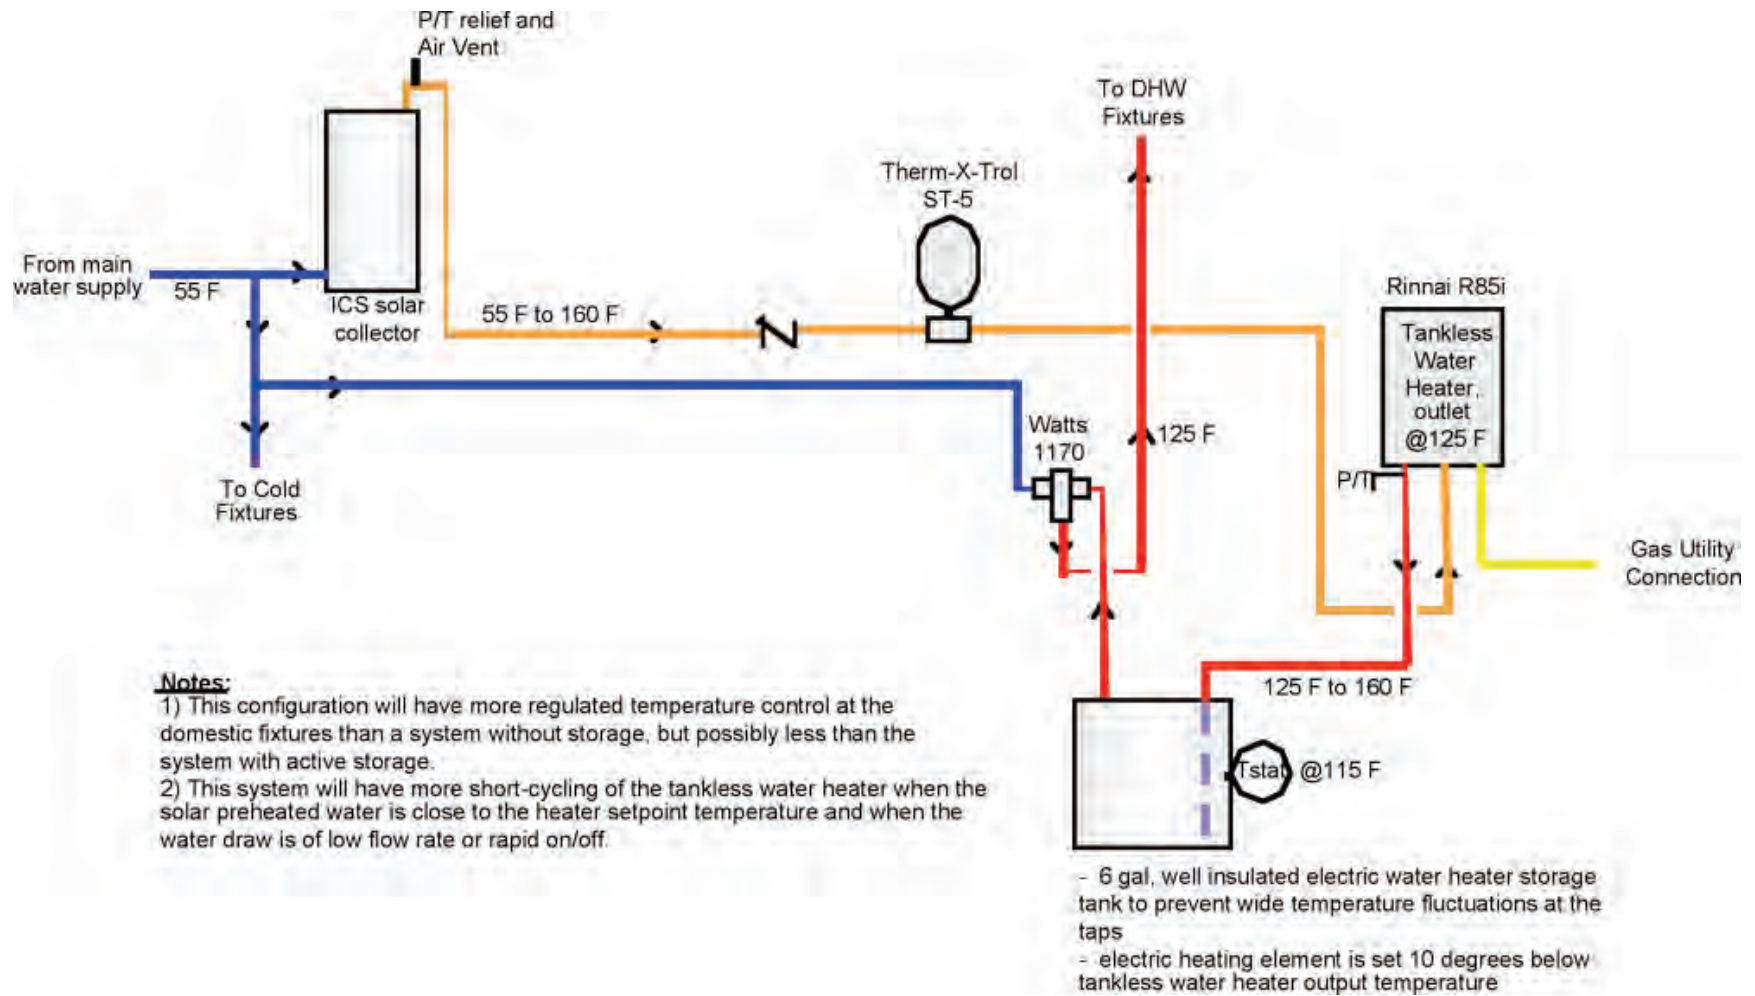 P/T relief and
Air Vent
To DHW
Fixtures
Therm-X-Trol
ST-5
From main
water supply
55 F
ICS solar
collector
55 F to 160 F
Rinnai R85i
Tankless
Water
Heater,
outlet
@125 F
Watts
1170
125 F
P/T
To Cold
Fixtures
Gas Utility
Connection
125 F to 160 F
Tstat @115 F
Notes:
1) This configuration will have more regulated temperature control at the
domestic fixtures than a system without storage, but possibly less than the
system with active storage.
2) This system will have more short-cycling of the tankless water heater when the
solar preheated water is close to the heater setpoint temperature and when the
water draw is of low flow rate or rapid on/off.
- 6 gal, well insulated electric water heater storage
tank to prevent wide temperature fluctuations at the
taps
- electric heating element is set 10 degrees below
tankless water heater output temperature